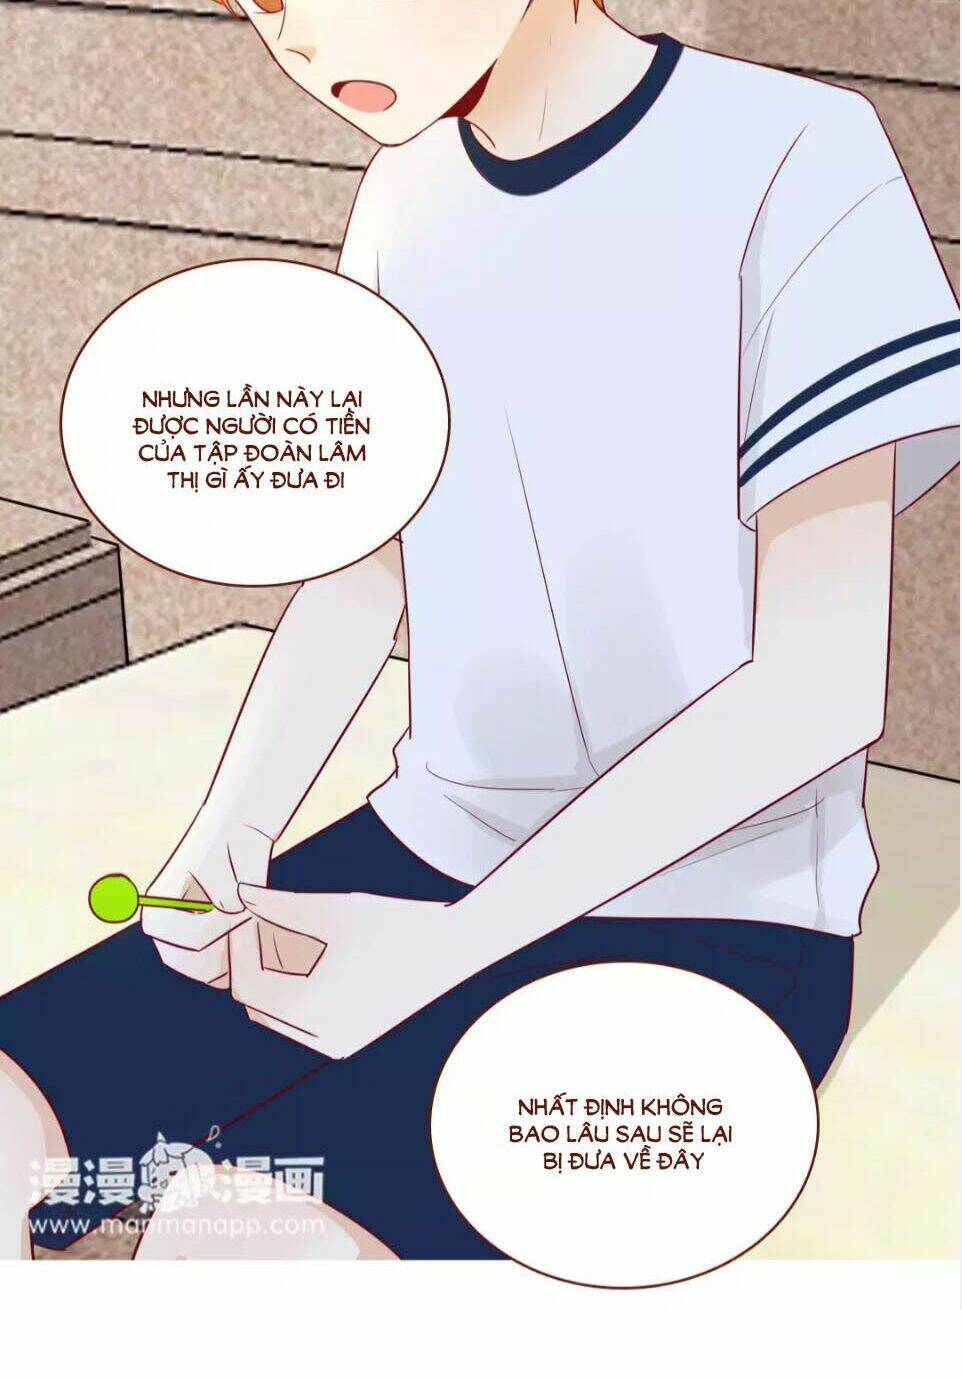 NHƯNG LẦN NÀY LẠI
ĐƯỢC NGƯỜI CÓ TIỀN
CỦA TẬP ĐOÀN LÂM
THỊ GÌ ẤY ĐƯA ĐI
NHẤT ĐỊNH KHÔNG
BAO LÂU SAU SẼ LẠI
BỊ ĐƯA VỀ ĐÂY
漫漫漫画
www.manmanapp.com